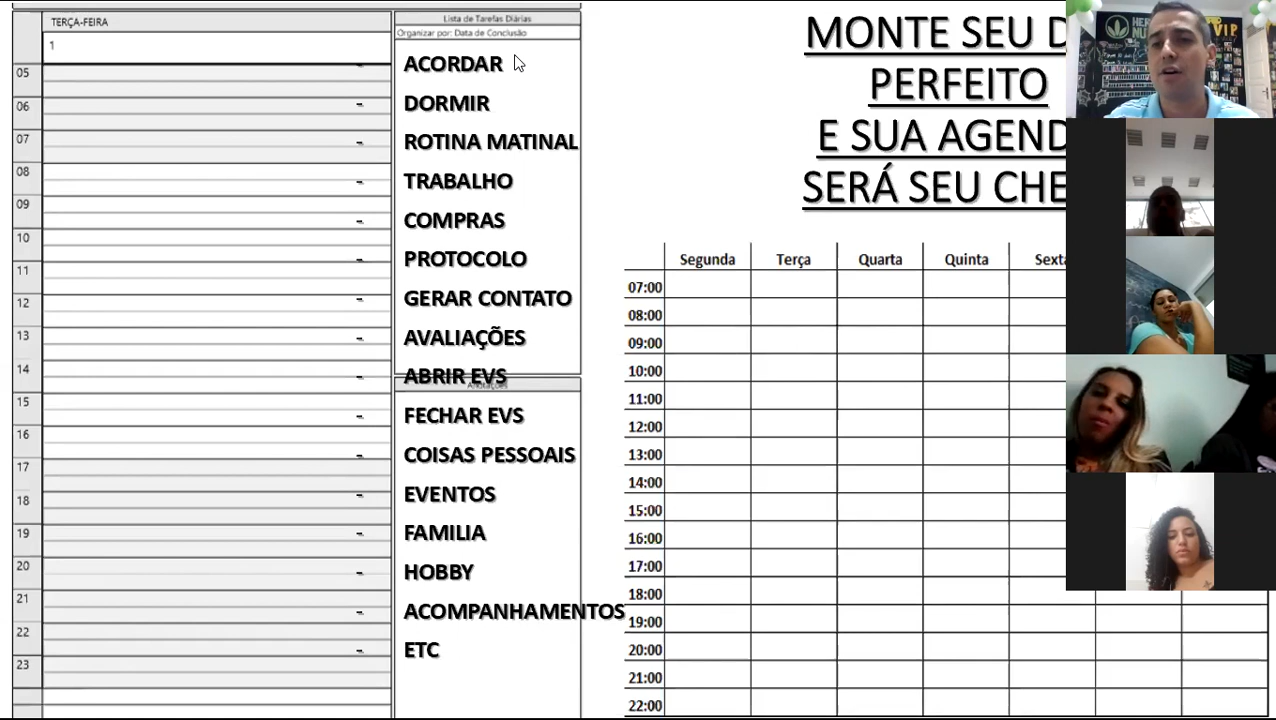 TERÇA-FEIRA
1
05
06
07
08
09
10
11
12
13
14
15
16
17
18
19
20
21
22
23
Lista de Tarefas Diárias
Organizar por: Data de Conclusão
ACORDAR
DORMIR
ROTINA MATINAL
TRABALHO
COMPRAS
PROTOCOLO
GERAR CONTATO
AVALIAÇÕES
ABRIR EVS
Anotações
FECHAR EVS
COISAS PESSOAIS
EVENTOS
FAMILIA
HOBBY
ACOMPANHAMENTOS
ETC
MONTE SEU D
PERFEITO
E SUA AGEND
SERÁ SEU CHE
Segunda Terça Quarta Quinta Sexta
07:00
08:00
09:00
10:00
11:00
12:00
13:00
14:00
15:00
16:00
17:00
18:00
19:00
20:00
21:00
22:00
HER VIP
NU